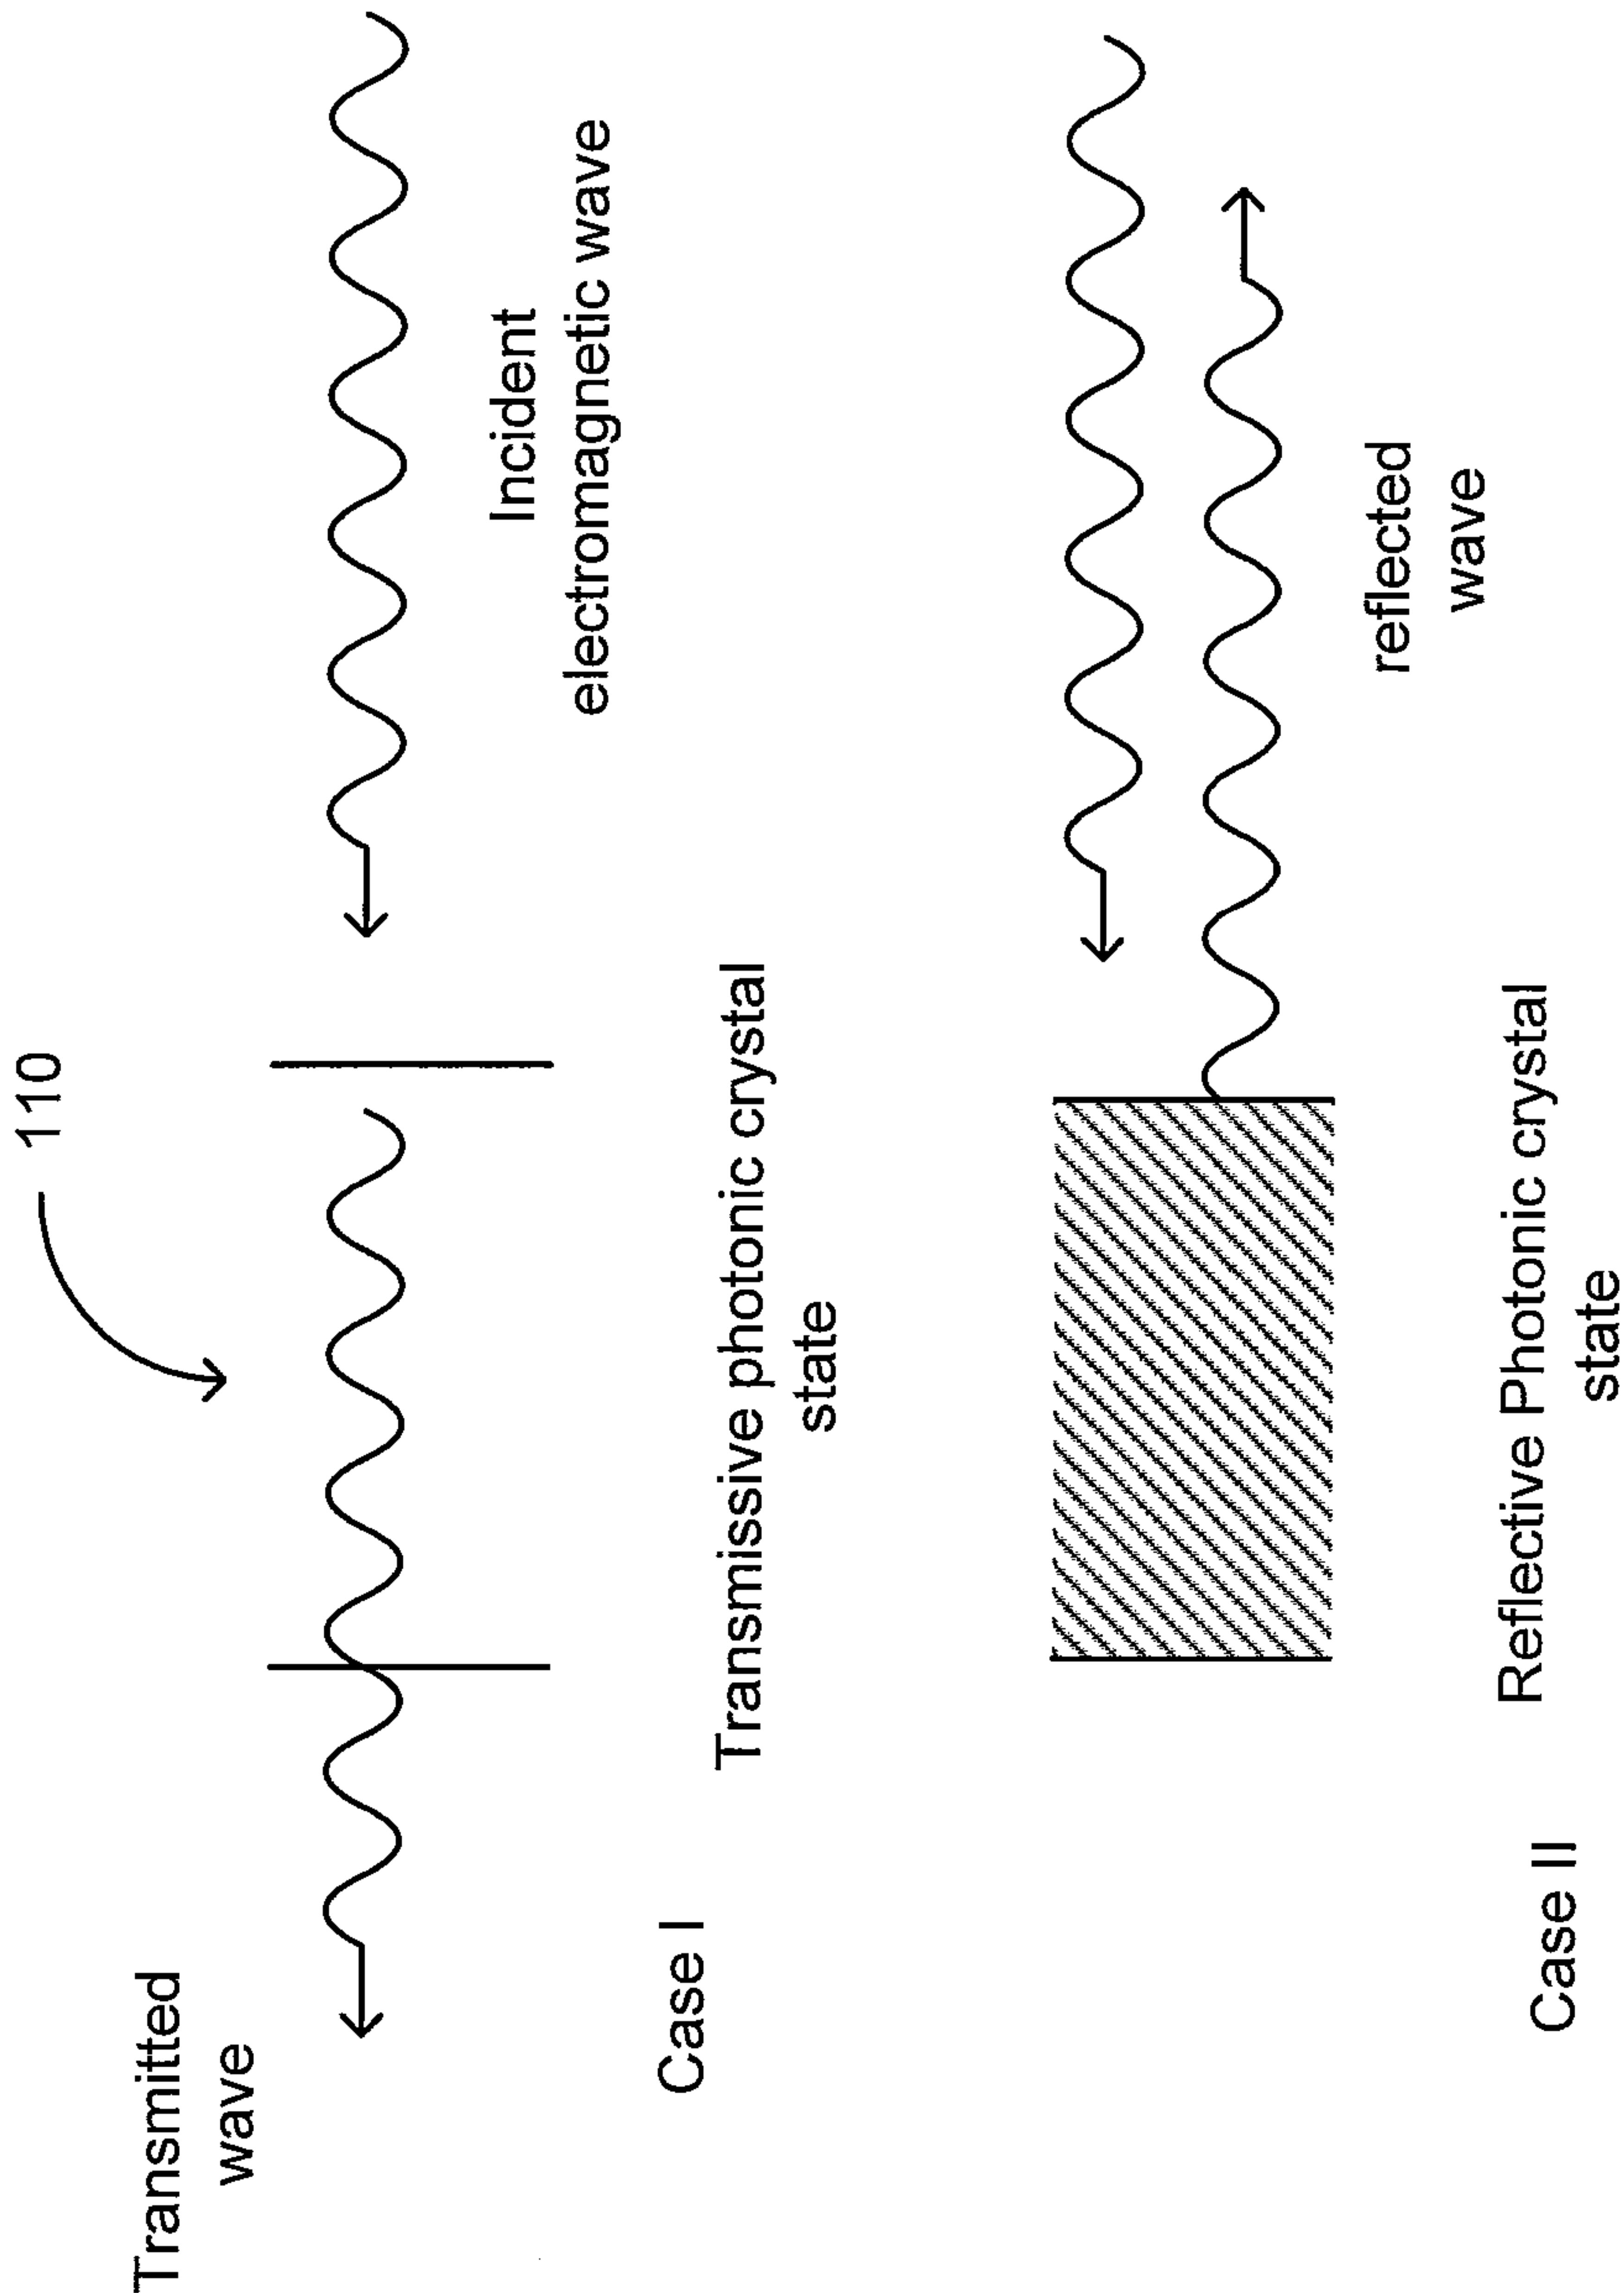 110
Transmitted
wave
Incident
electromagnetic wave
Case I
Transmissive photonic crystal
state
reflected
wave
Case II
Reflective Photonic crystal
state